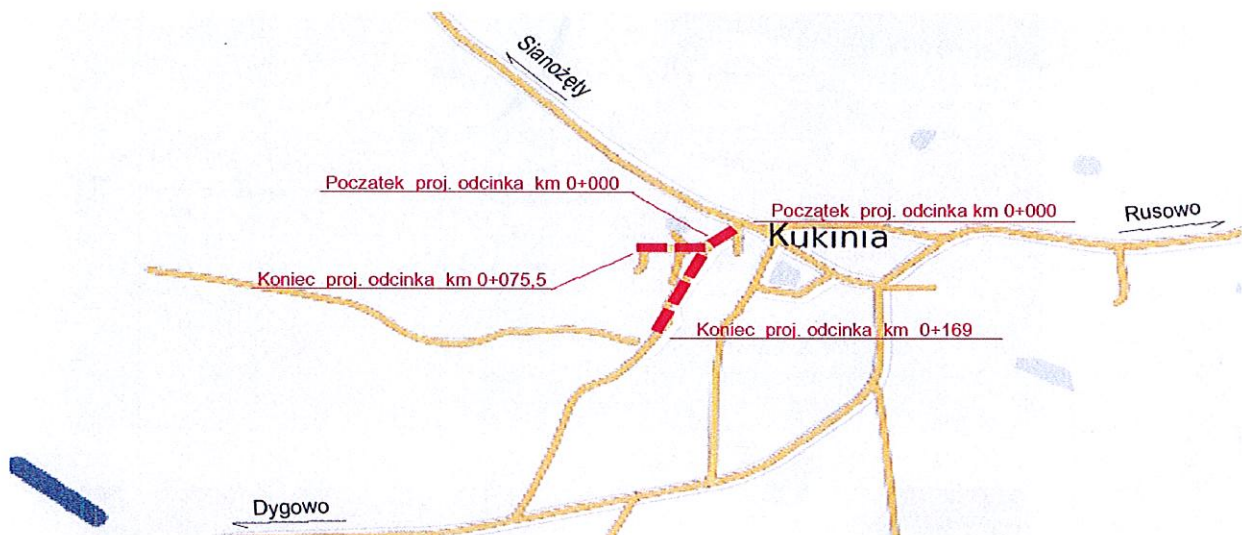 Sianożęty
Poczatek proj. odcinka km 0+000
Początek proj. odcinka km 0+000
Rusowo
Kukinia
Koniec proj. odcinka km 0+075,5
Koniec proj. odcinka km 0+169
Dygowo